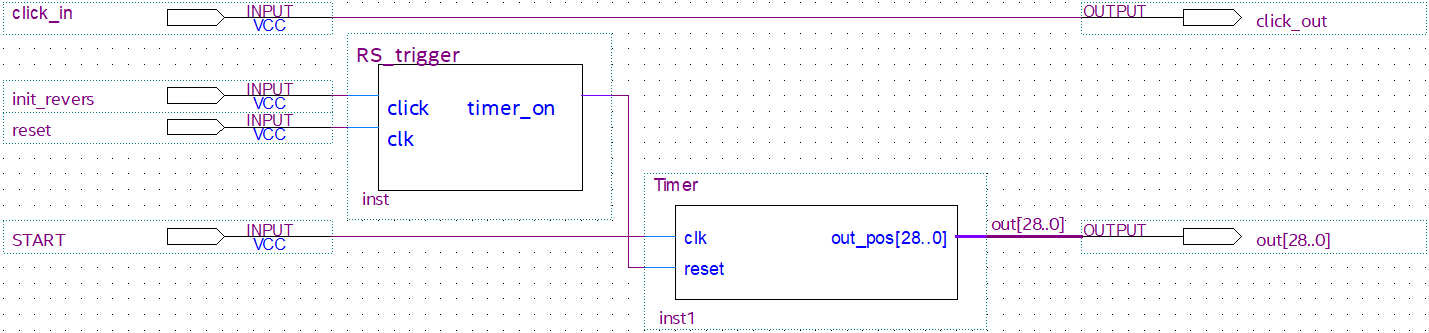 click_in
INPUT
VCC
OUTPUT
click_out
RS_trigger
init_revers
INPUT
VCC
click
timer_on
reset
INPUT
VCC
clk
inst
Timer
START
INPUT
VCC
clk
out_pos[28..0]
out[28..0]
OUTPUT
out[28..0]
reset
inst1